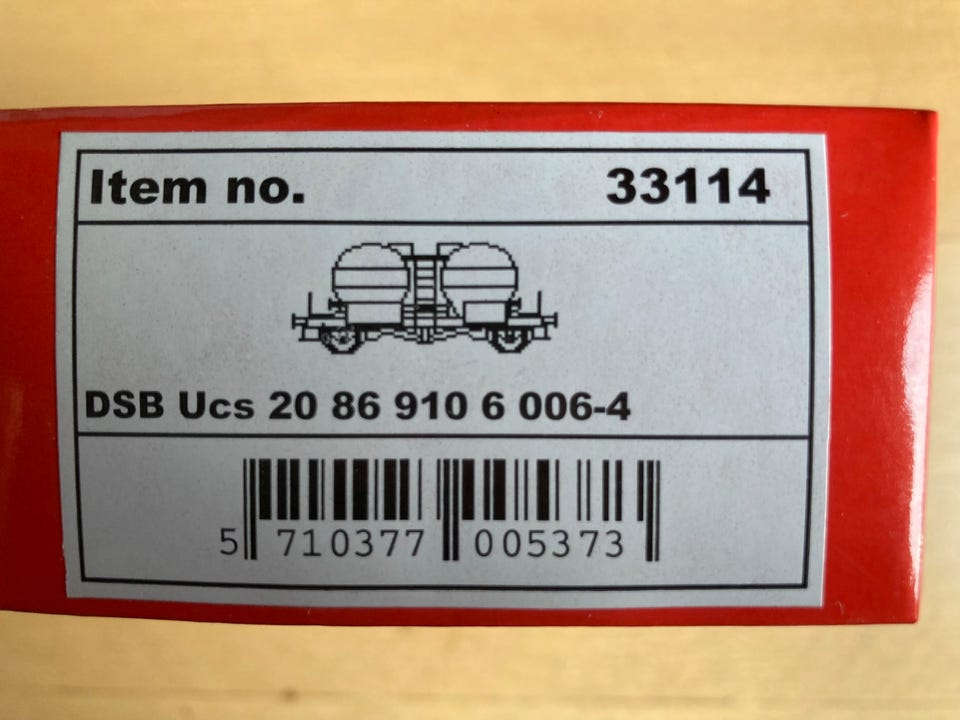 Item no. 33114
DSB Ucs 20 86 910 6 006-4
5 710377 005373